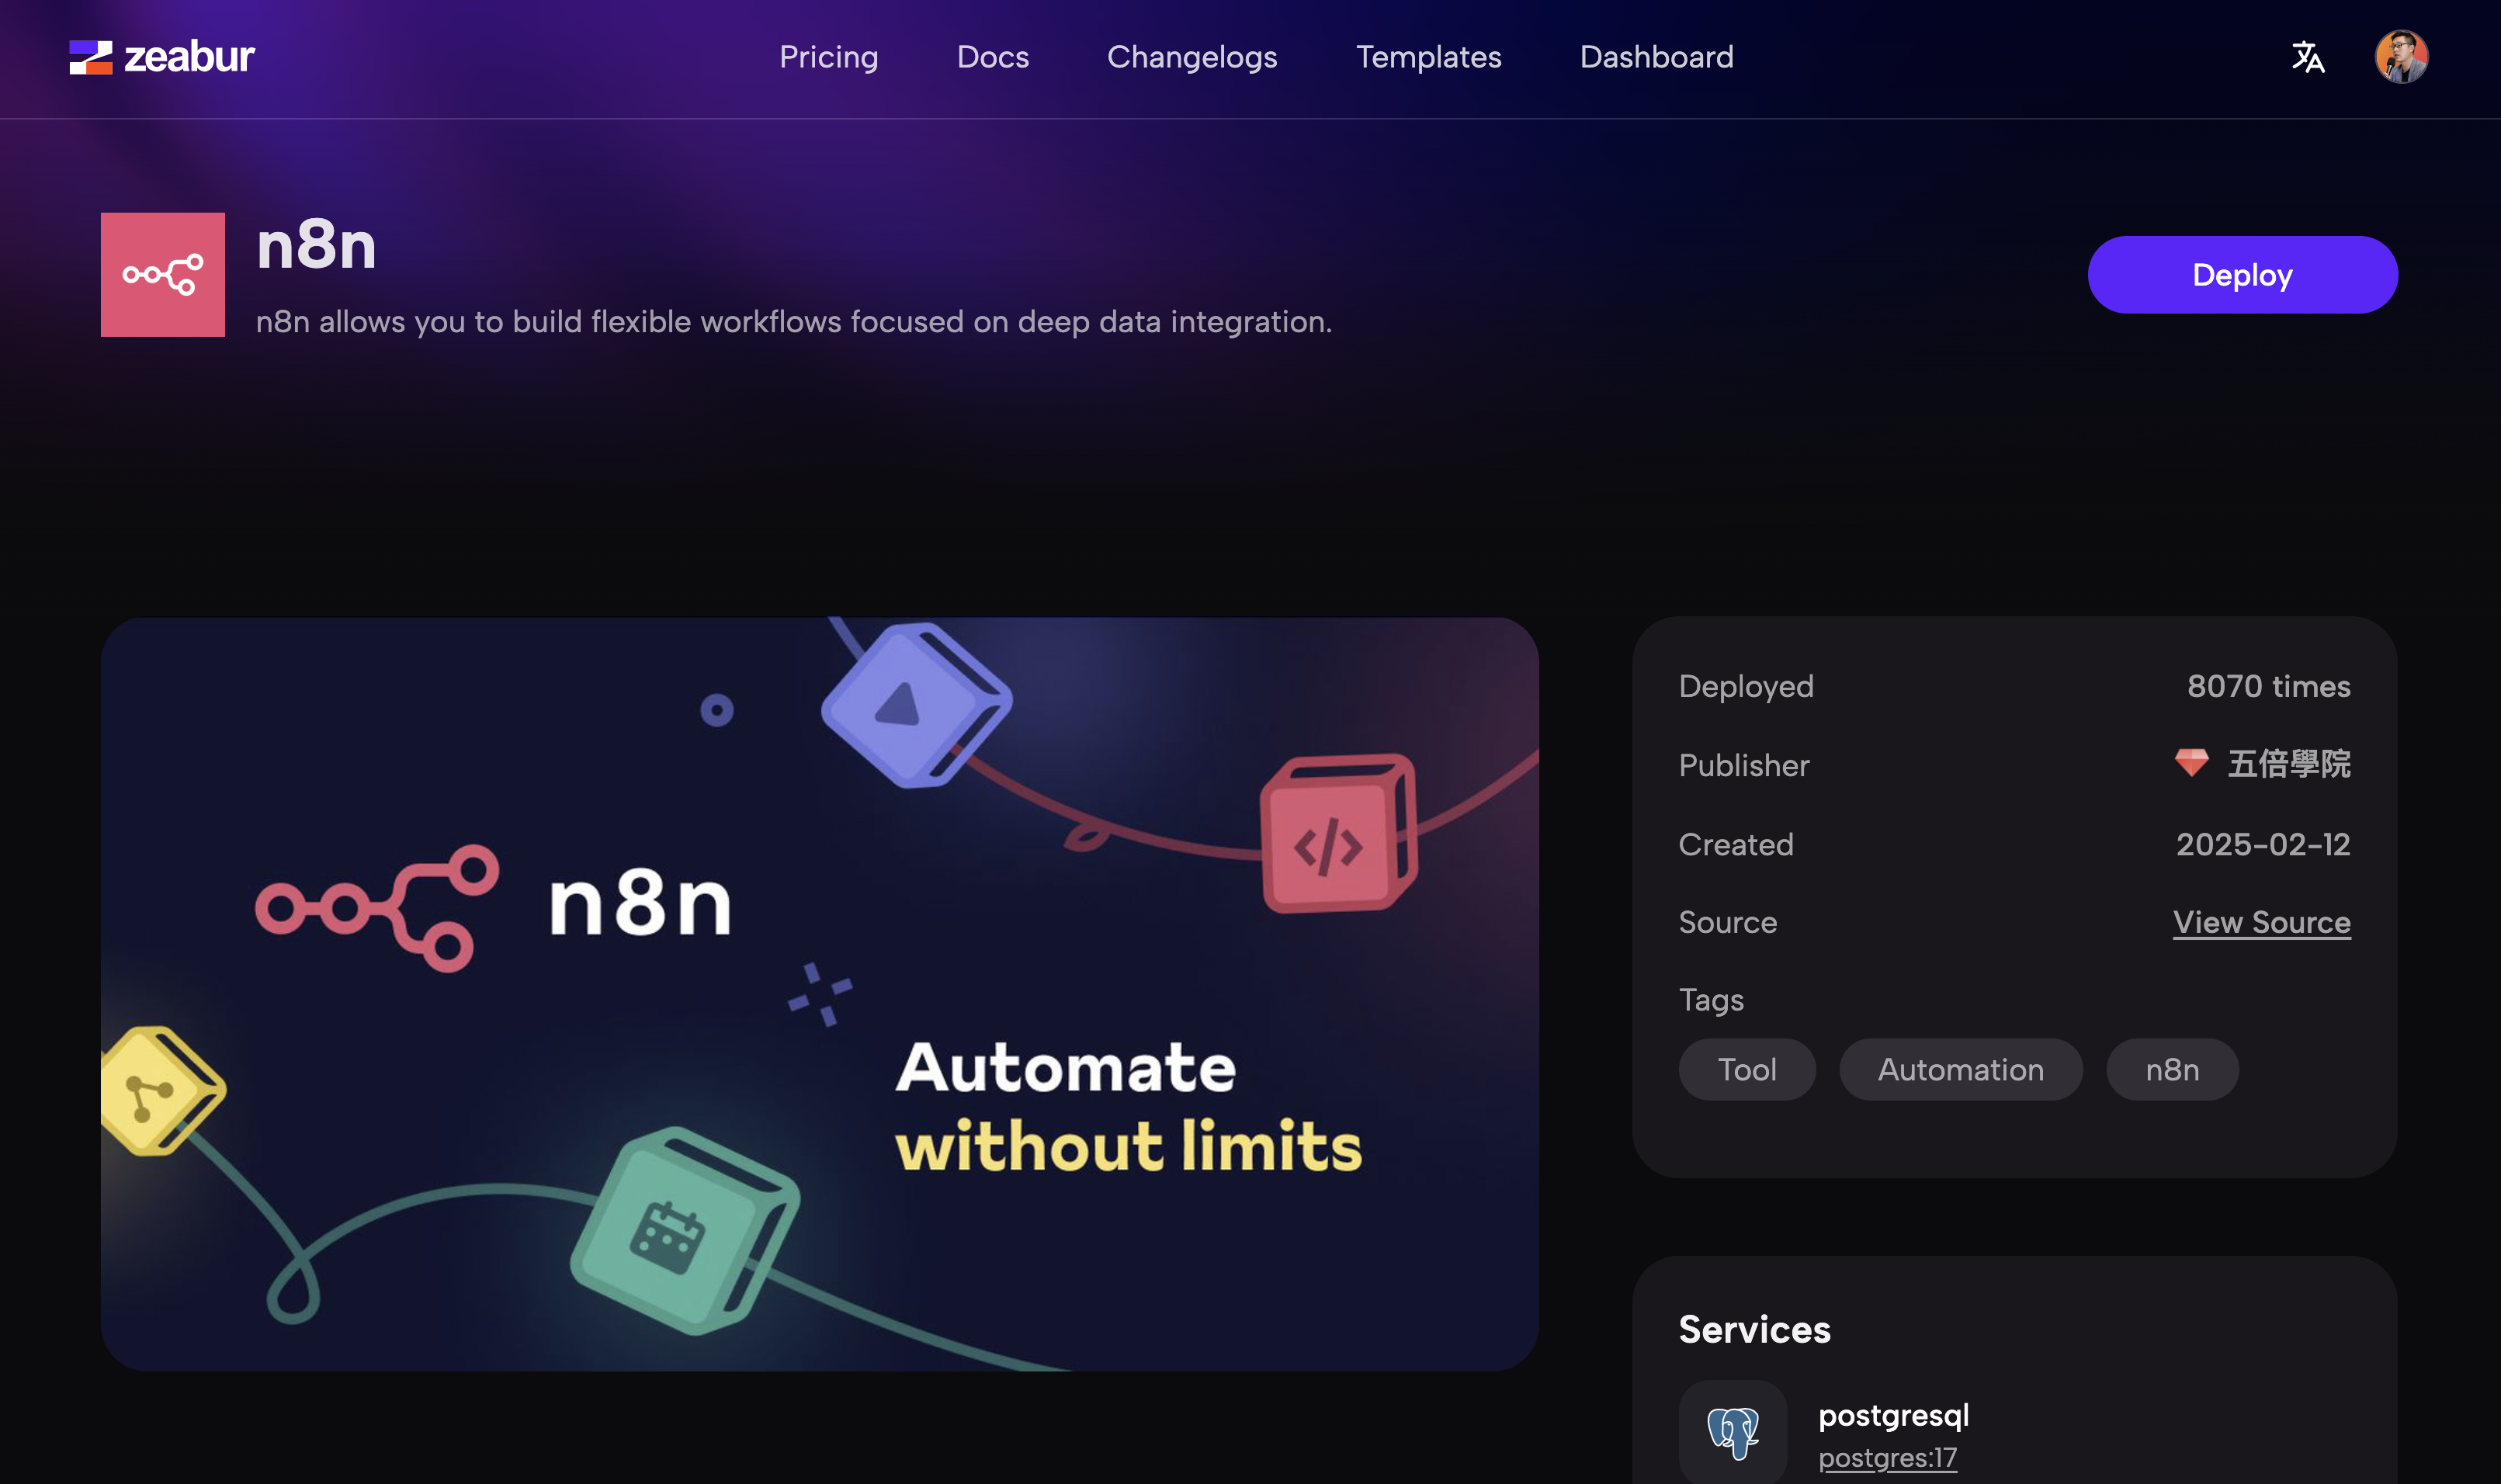 zeabur
Pricing
Docs
Changelogs
Templates
Dashboard
n8n
n8n allows you to build flexible workflows focused on deep data integration.
Deploy
n8n
Automate
without limits
Deployed
8070 times
Publisher
五倍學院
Created
2025-02-12
Source
View Source
Tags
Tool
Automation
n8n
Services
postgresql
postgres:17